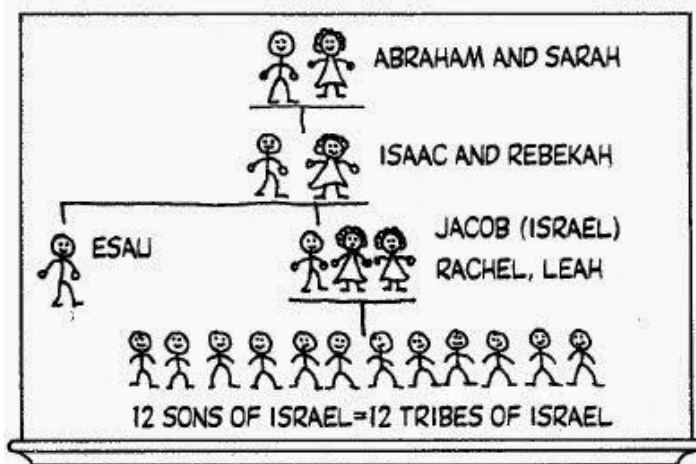 ABRAHAM AND SARAH
ISAAC AND REBEKAH
ESAU
JACOB (ISRAEL)
RACHEL, LEAH
12 SONS OF ISRAEL=12 TRIBES OF ISRAEL